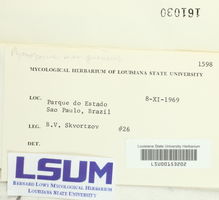 161030
1598
MYCOLOGICAL HERBARIUM OF LOUISIANA STATE UNIVERSITY
LOC. Parque do Estado 8-XI-1969
Sao Paulo, Brazil
LEG. B.V. Skvortzov #26
DET.
Louisiana State University Herbarium
LSU00153202
LSUM
BERNARD LOWY MYCOLOGICAL HERBARIUM
LOUISIANA STATE UNIVERSITY